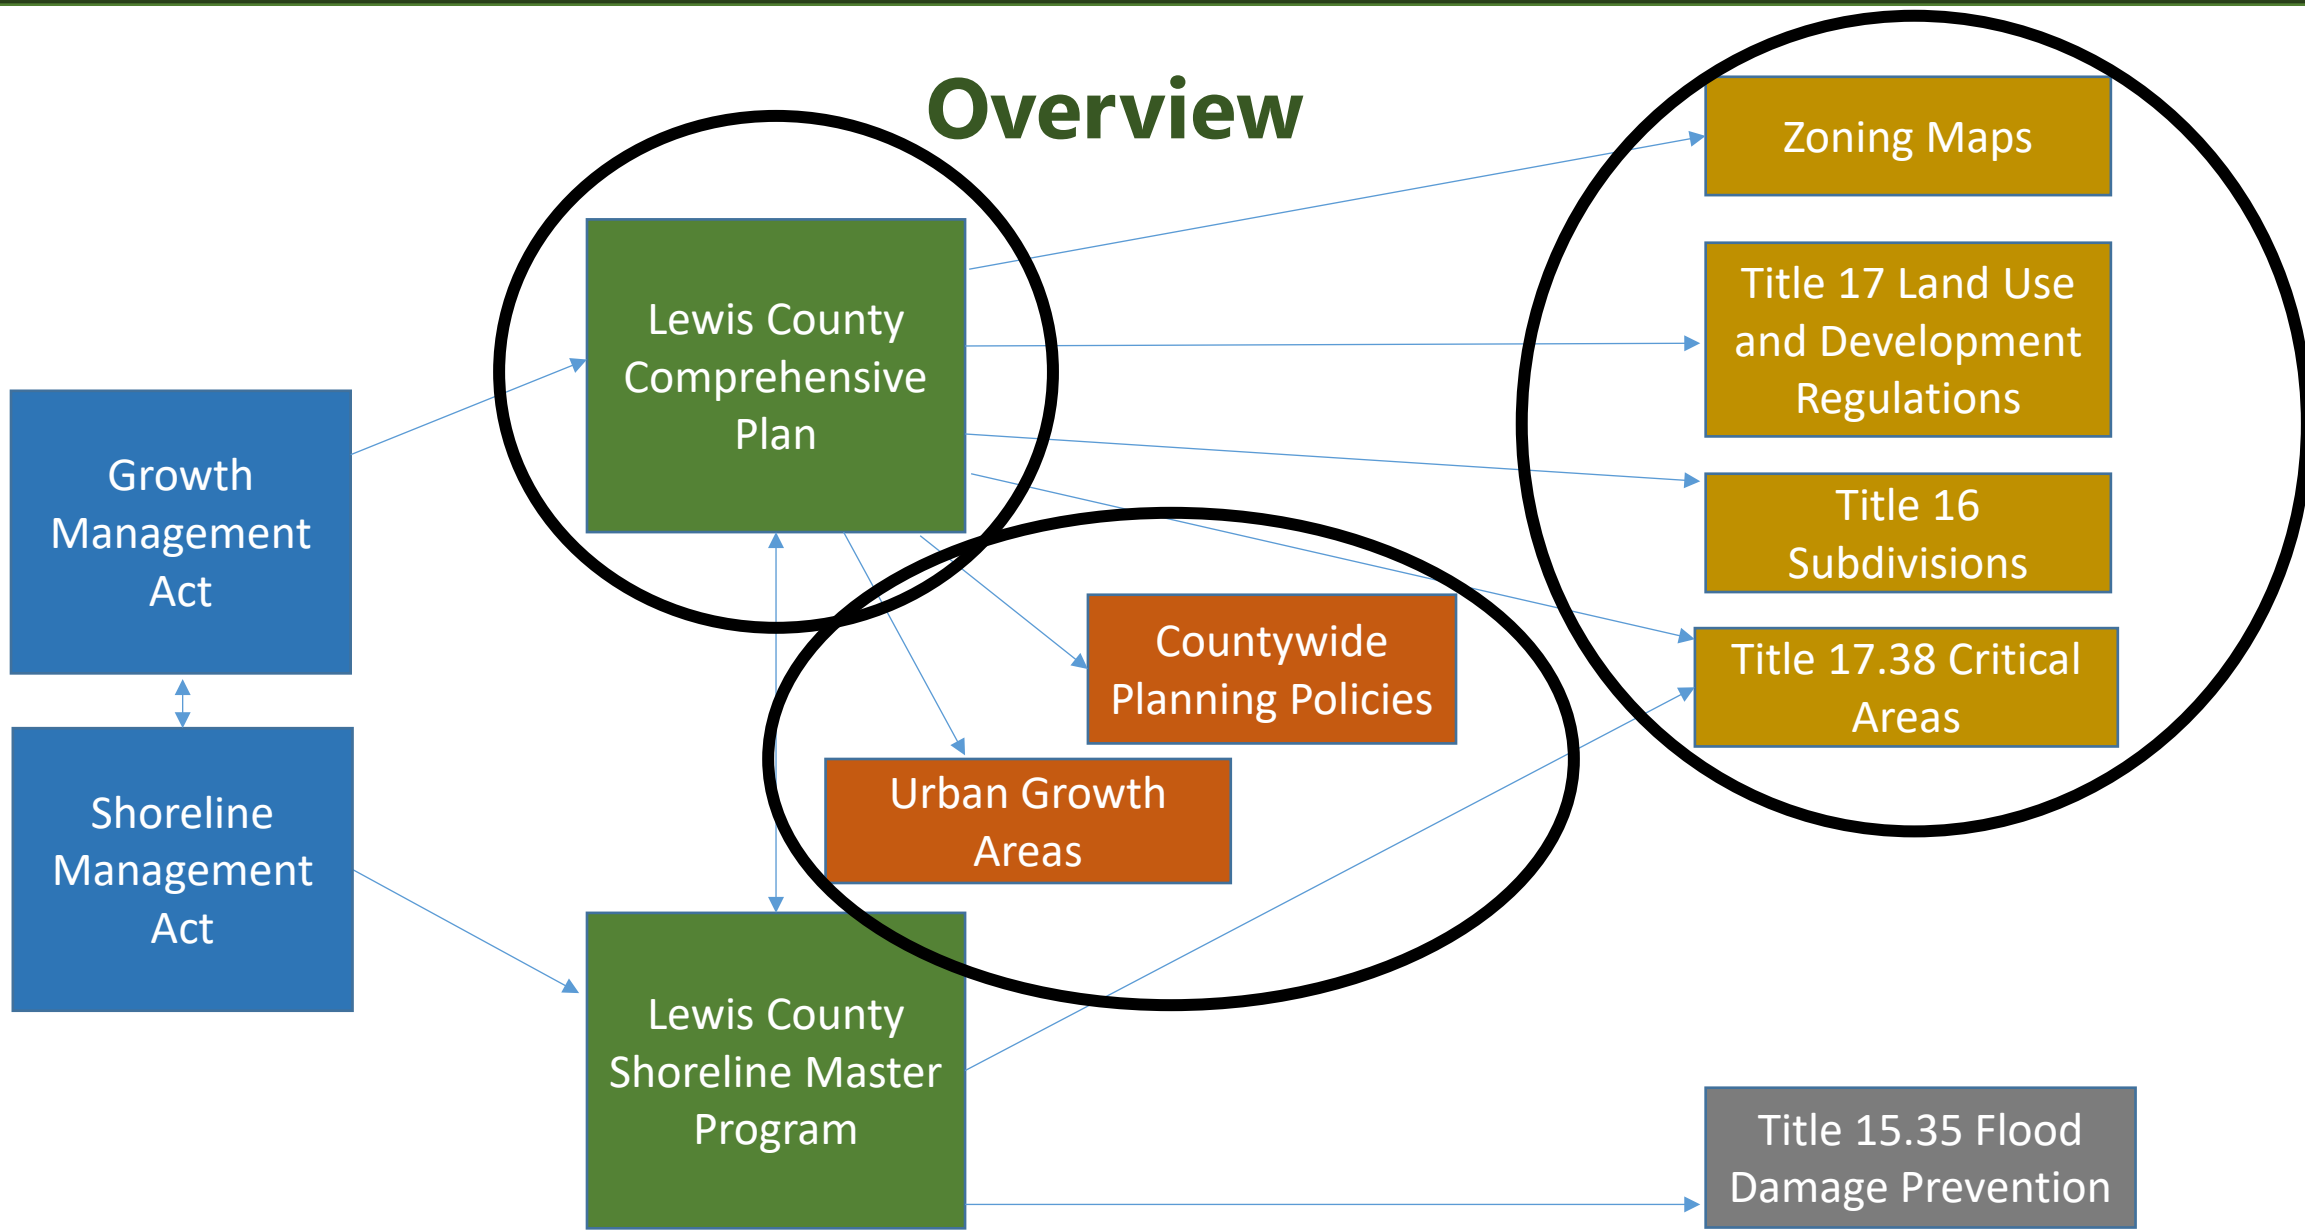 Overview
Zoning Maps
Lewis County
Comprehensive
Plan
Title 17 Land Use
and Development
Regulations
Growth
Management
Act
Title 16
Subdivisions
Countywide
Planning Policies
Title 17.38 Critical
Areas
Urban Growth
Areas
Shoreline
Management
Act
Lewis County
Shoreline Master
Program
Title 15.35 Flood
Damage Prevention